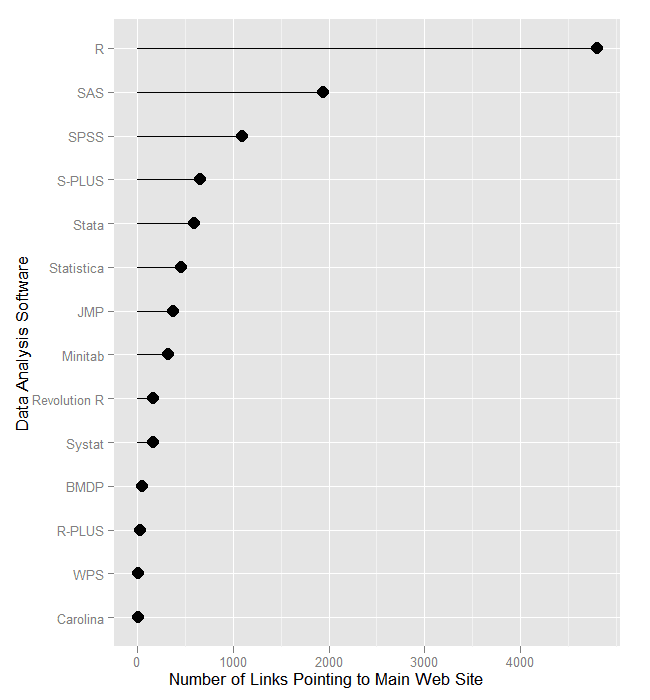 R
SAS
SPSS
S-PLUS
Stata
Statistica
JMP
Minitab
Revolution R
Systat
BMDP
R-PLUS
WPS
Carolina
Data Analysis Software
0 1000 2000 3000 4000
Number of Links Pointing to Main Web Site